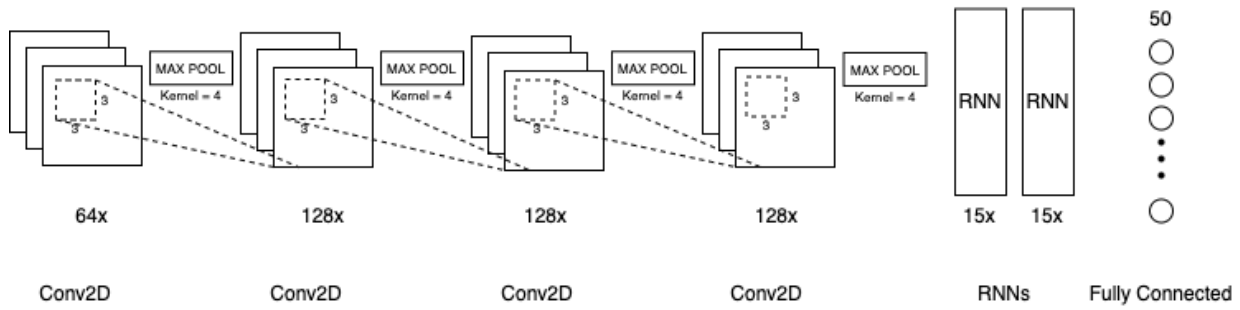 50
MAX POOL
MAX POOL
MAX POOL
MAX POOL
Kernel = 4
Kernel = 4
Kernel = 4
Kernel = 4
3
3
3
3
3
3
3
3
RNN
RNN
64x
128x
128x
128x
15x
15x
Conv2D
Conv2D
Conv2D
Conv2D
RNNs
Fully Connected